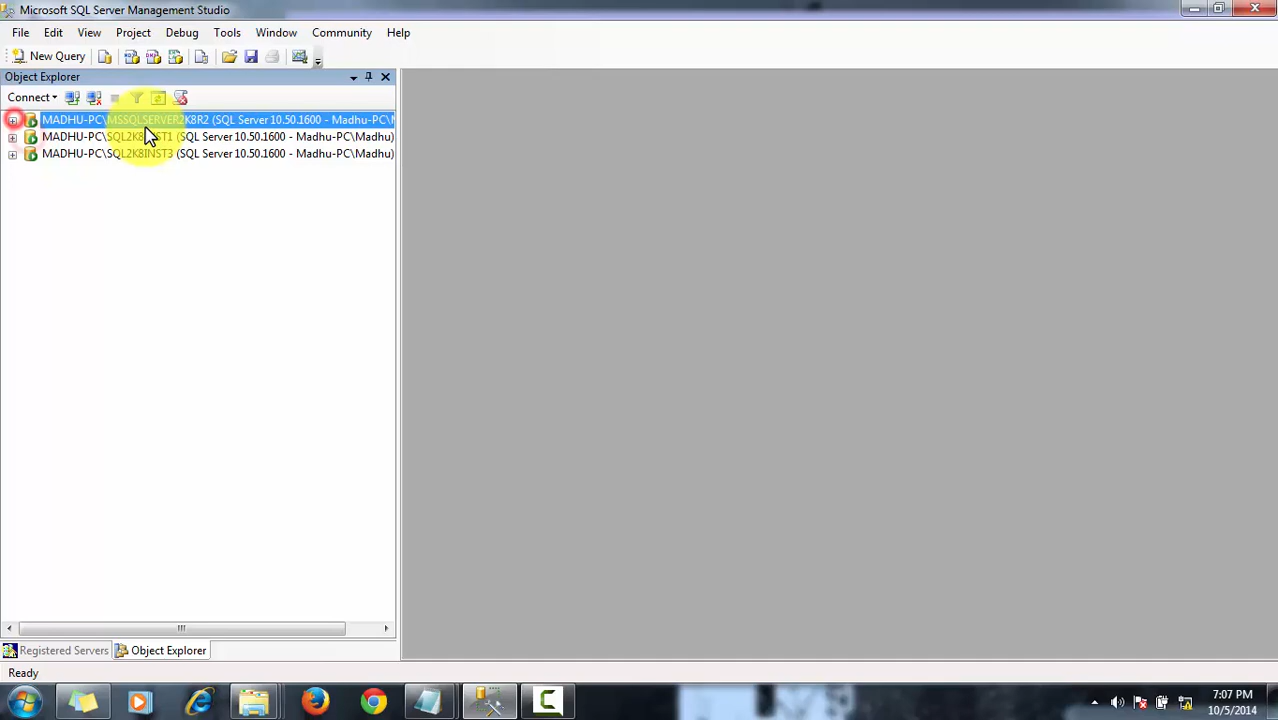 Microsoft SQL Server Management Studio
File Edit View Project Debug Tools Window Community Help
New Query
Object Explorer
Connect
MADHU-PC\MSSQLSERVER2K8R2 (SQL Server 10.50.1600 - Madhu-PC\
MADHU-PC\SQL2K8INST1 (SQL Server 10.50.1600 - Madhu-PC\Madhu)
MADHU-PC\SQL2K8INST3 (SQL Server 10.50.1600 - Madhu-PC\Madhu)
Registered Servers Object Explorer
Ready
7:07 PM
10/5/2014